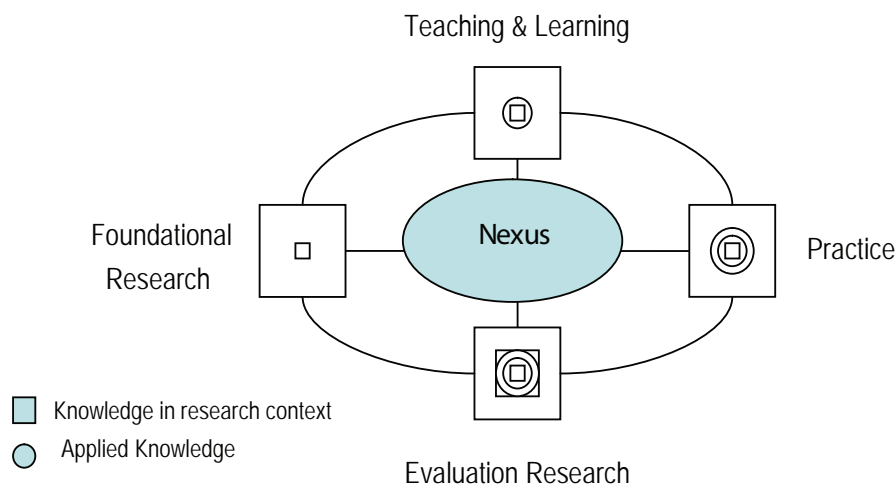 Teaching & Learning
Foundational
Research
Nexus
Practice
Knowledge in research context
Applied Knowledge
Evaluation Research